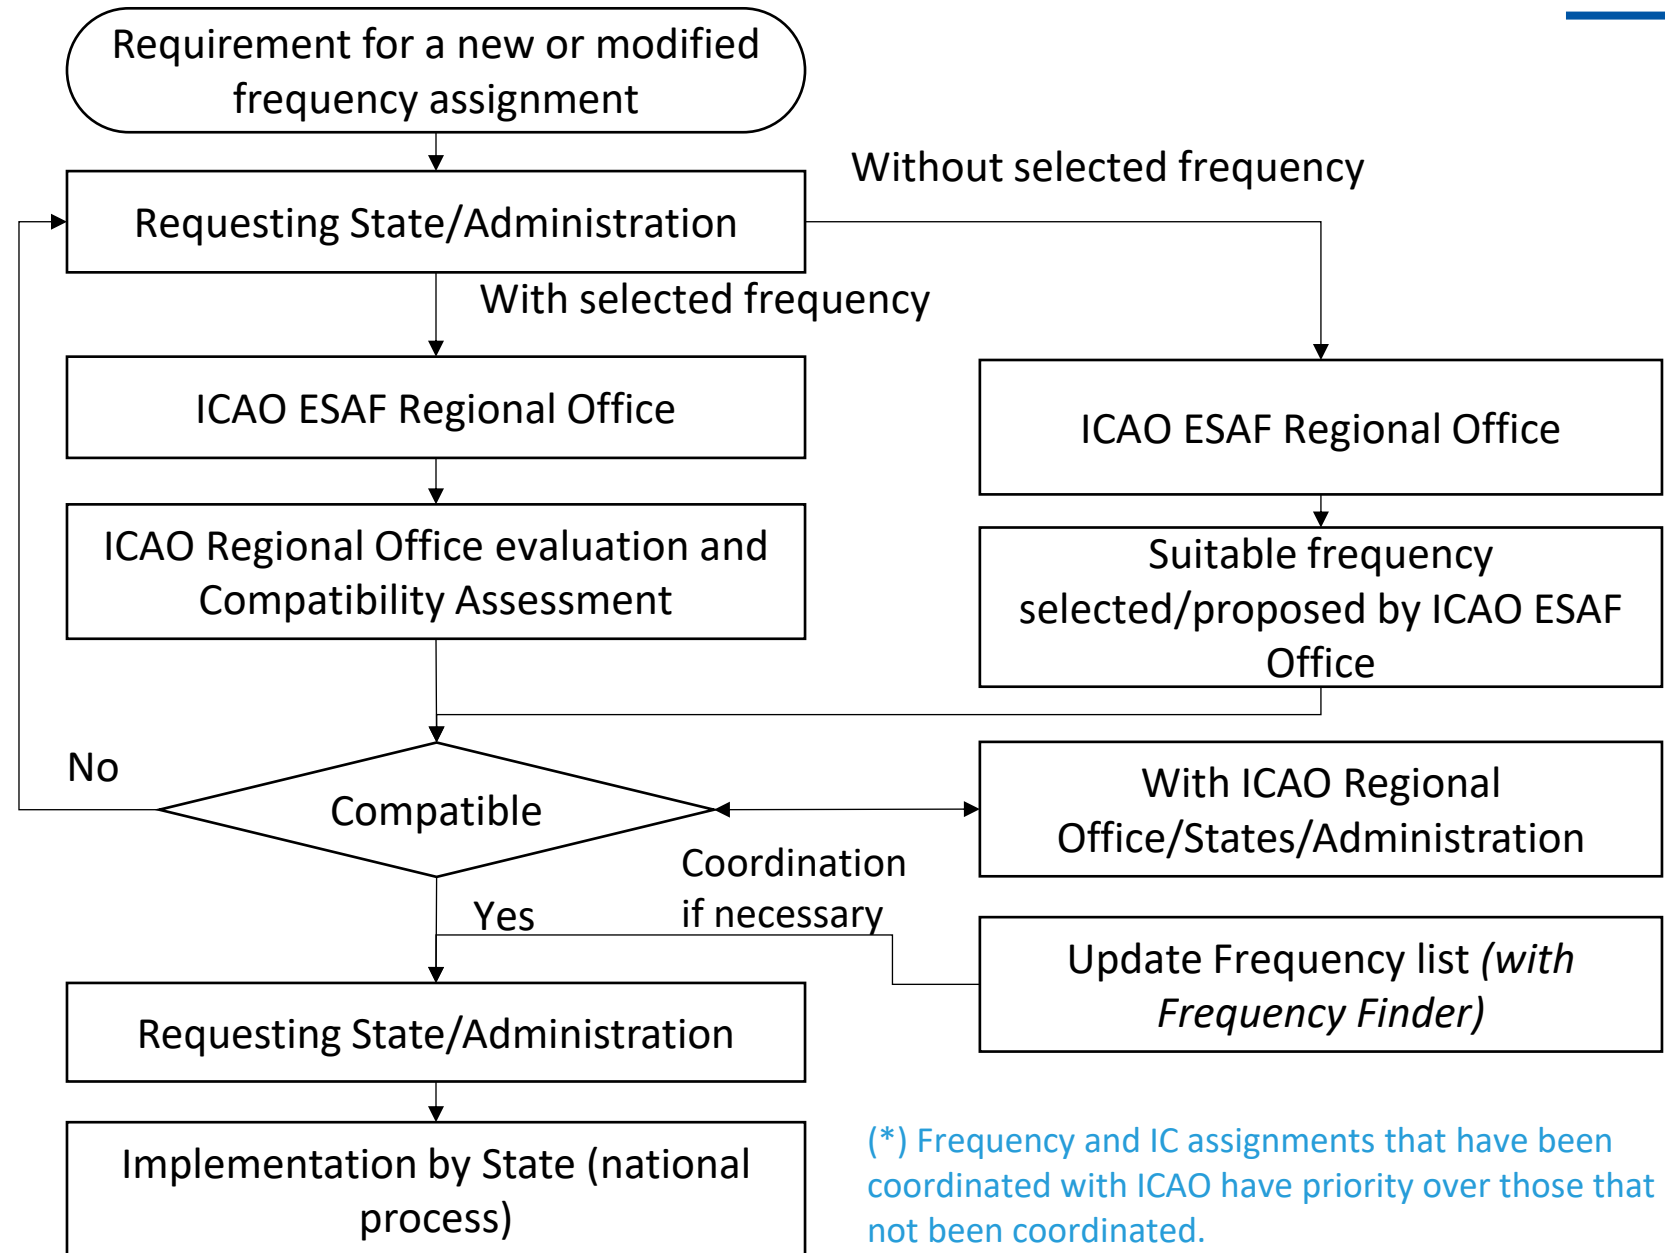 Requirement for a new or modified
frequency assignment
Without selected frequency
Requesting State/Administration
With selected frequency
ICAO ESAF Regional Office
ICAO ESAF Regional Office
ICAO Regional Office evaluation and
Compatibility Assessment
Suitable frequency
selected/proposed by ICAO ESAF
Office
No
Compatible
With ICAO Regional
Office/States/Administration
Coordination
if necessary
Yes
Update Frequency list (with
Frequency Finder)
Requesting State/Administration
Implementation by State (national
process)
(*) Frequency and IC assignments that have been
coordinated with ICAO have priority over those that
not been coordinated.